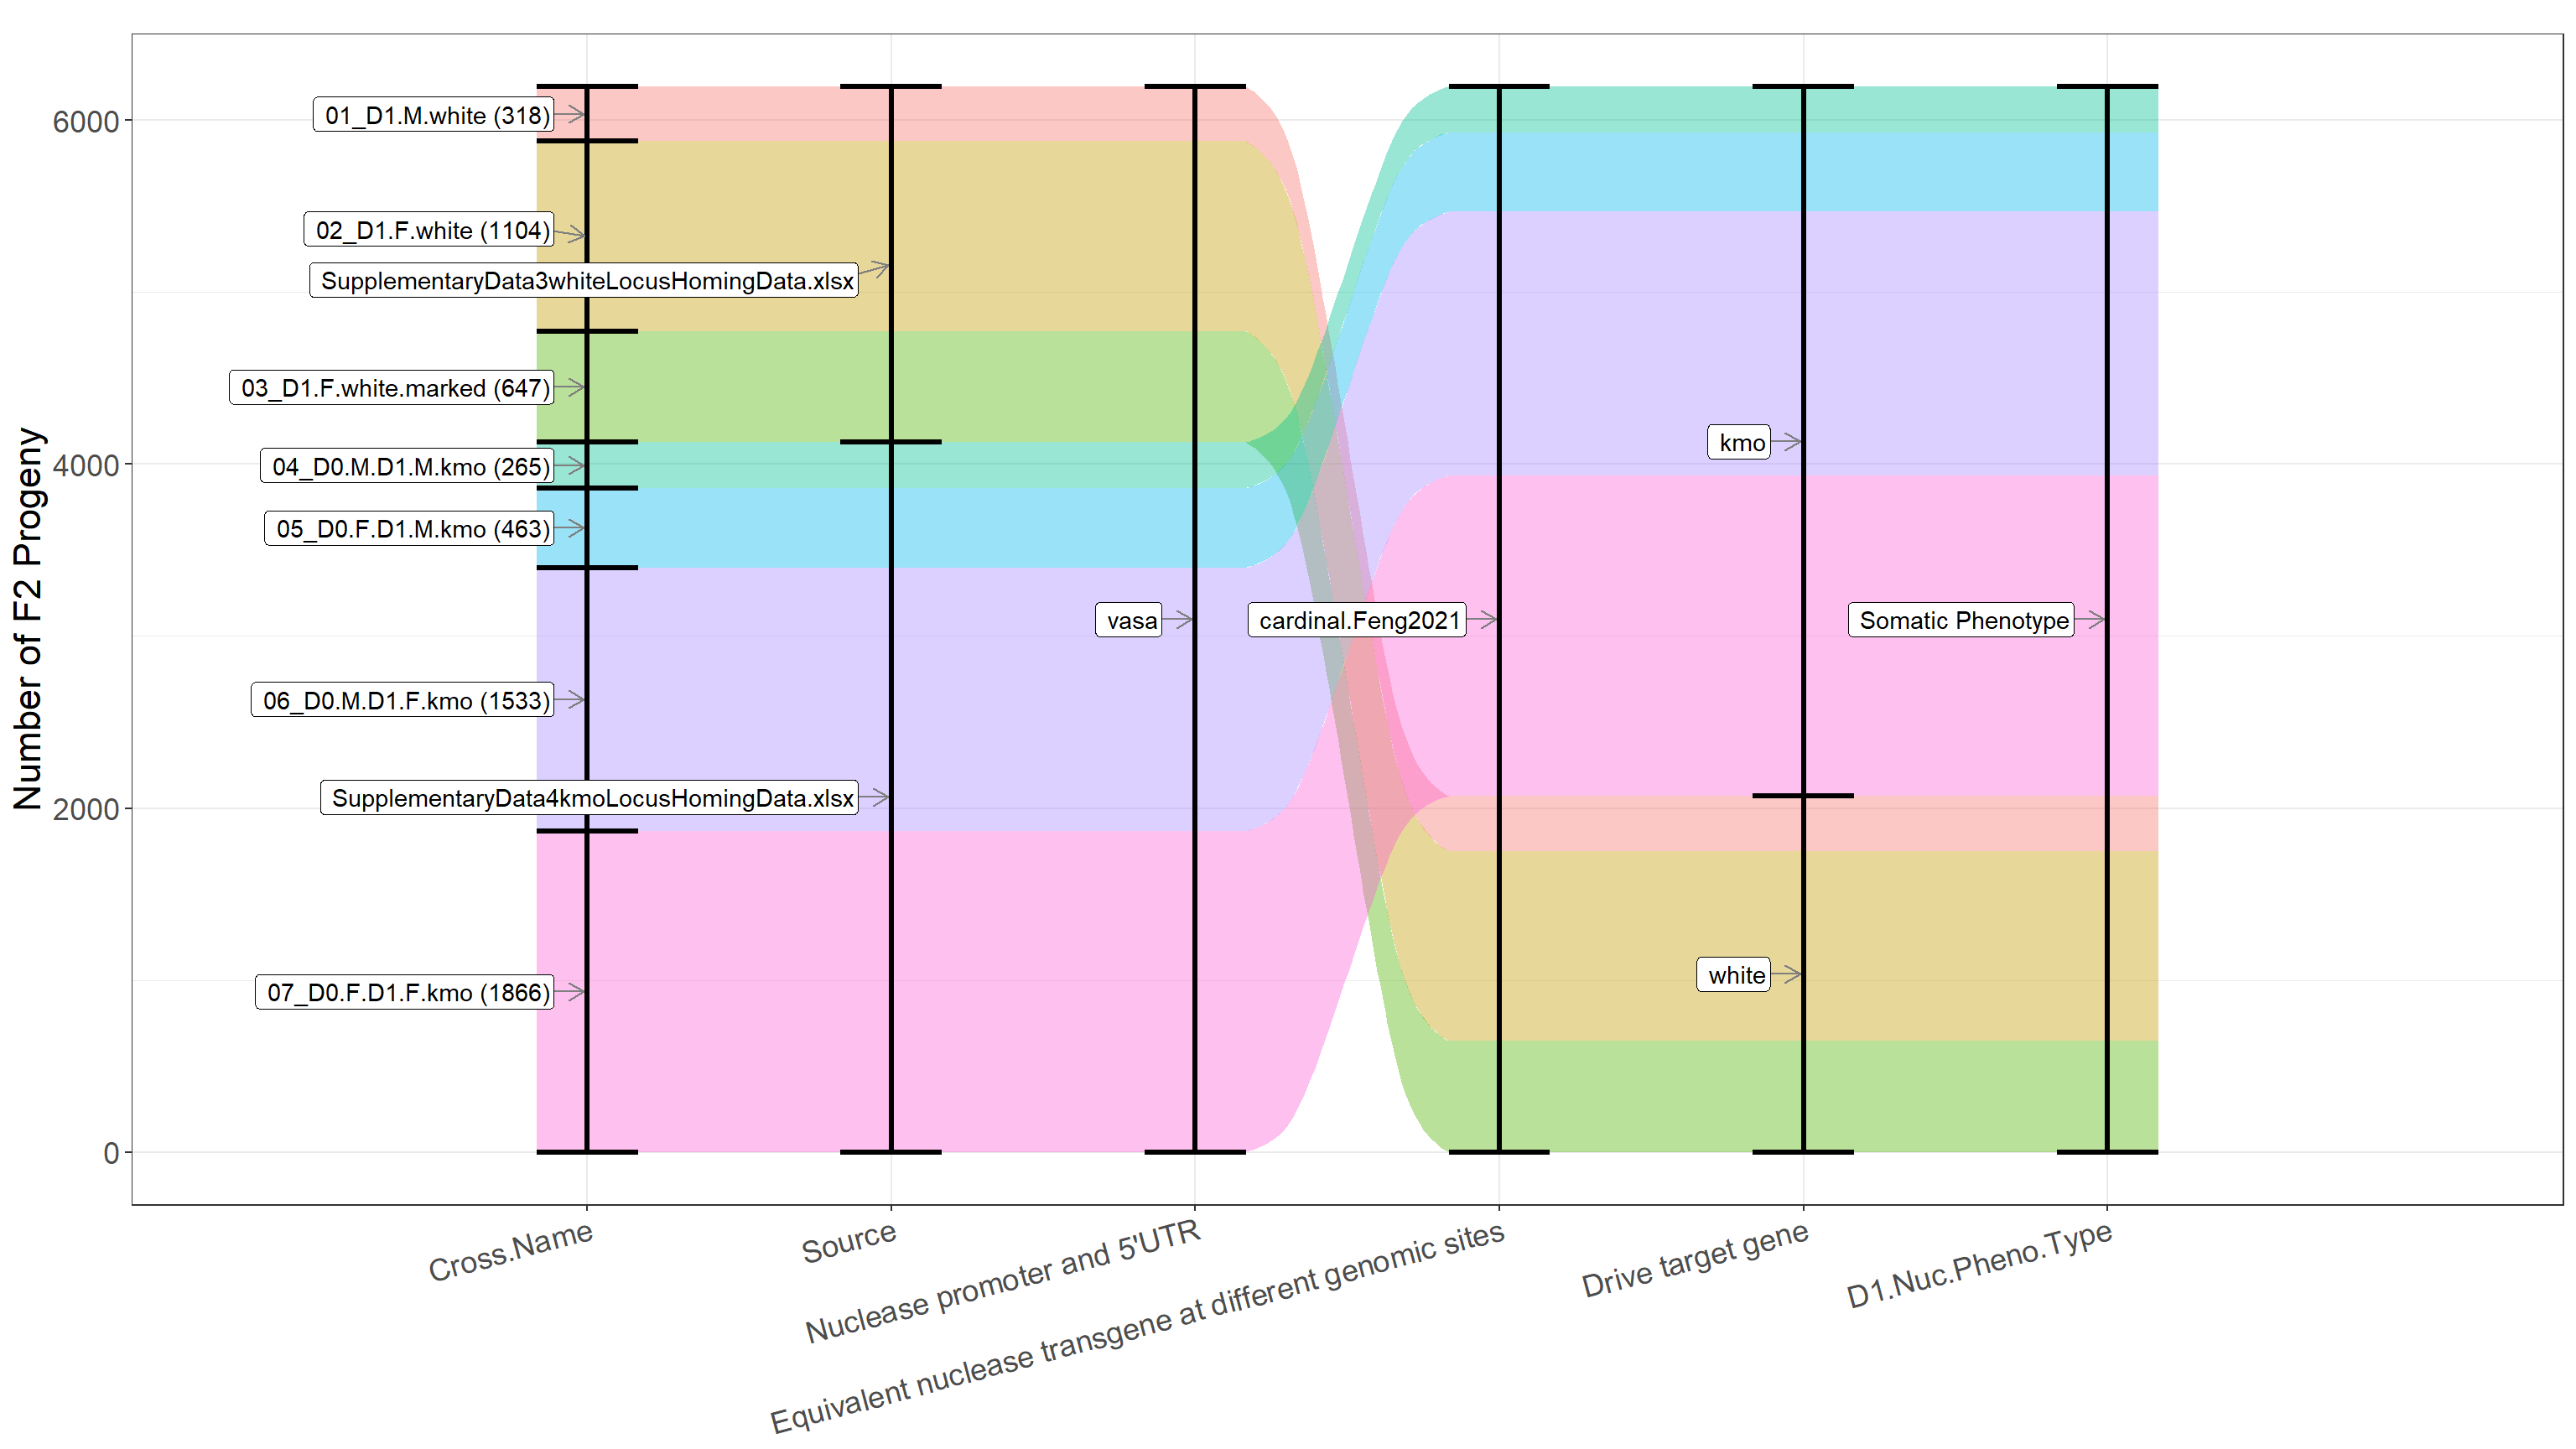 Number of F2 Progeny
6000
4000
2000
0
01_D1.M.white (318)
02_D1.F.white (1104)
SupplementaryData3whiteLocusHomingData.xlsx
03_D1.F.white.marked (647)
04_D0.M.D1.M.kmo (265)
05_D0.F.D1.M.kmo (463)
06_D0.M.D1.F.kmo (1533)
SupplementaryData4kmoLocusHomingData.xlsx
07_D0.F.D1.F.kmo (1866)
vasa
cardinal.Feng2021
kmo
white
Somatic Phenotype
Cross.Name
Source
Nuclease promoter and 5'UTR
Equivalent nuclease transgene at different genomic sites
Drive target gene
D1.Nuc.Pheno.Type